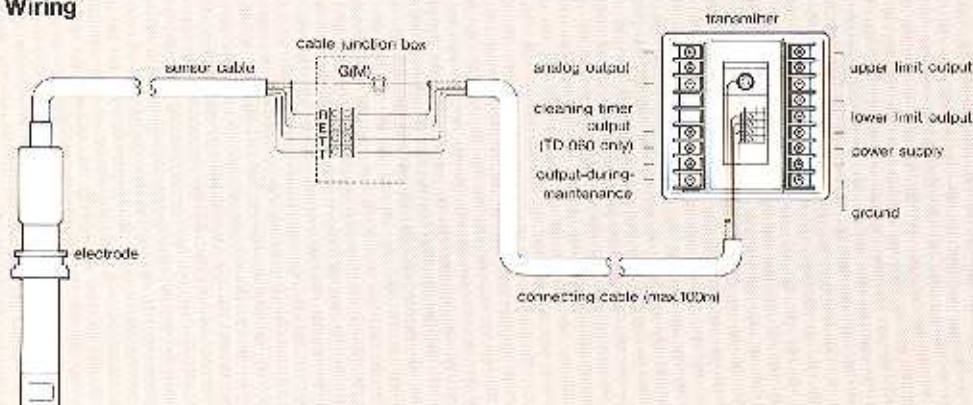 Wiring
transmitter
cable junction box
sensor cable
G(M)
E
T
T
analog output
cleaning timer
output
(TD-060 only)
output-during-
maintenance
upper limit output
lower limit output
power supply
ground
electrode
connecting cable (max.100m)